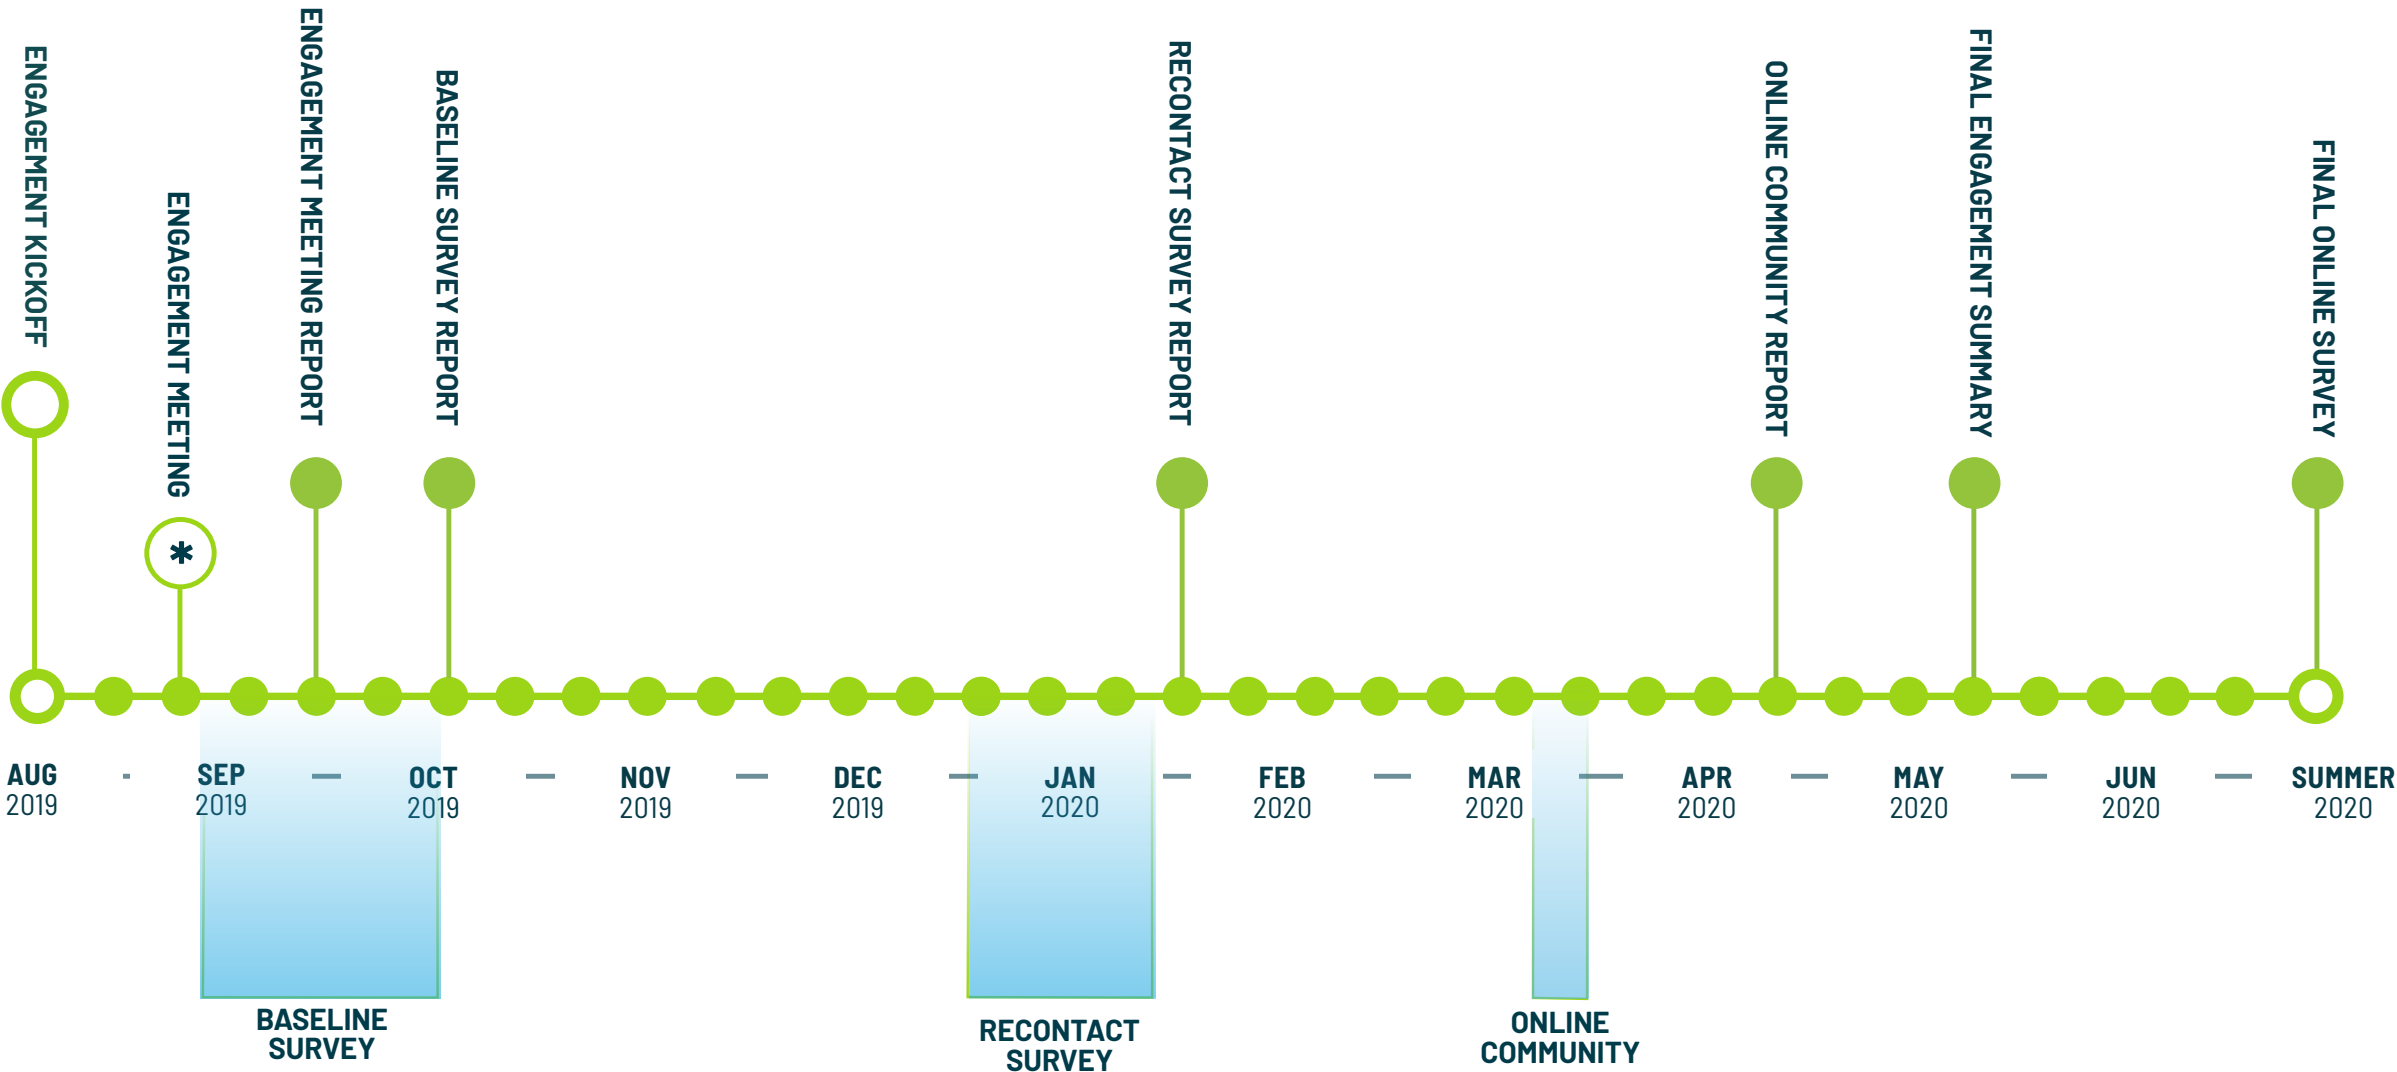 ENGAGEMENT KICKOFF
ENGAGEMENT MEETING
ENGAGEMENT MEETING REPORT
BASELINE SURVEY REPORT
RECONTACT SURVEY REPORT
ONLINE COMMUNITY REPORT
FINAL ENGAGEMENT SUMMARY
FINAL ONLINE SURVEY
*
AUG
2019
SEP
2019
OCT
2019
NOV
2019
DEC
2019
JAN
2020
FEB
2020
MAR
2020
APR
2020
MAY
2020
JUN
2020
SUMMER
2020
BASELINE
SURVEY
RECONTACT
SURVEY
ONLINE
COMMUNITY